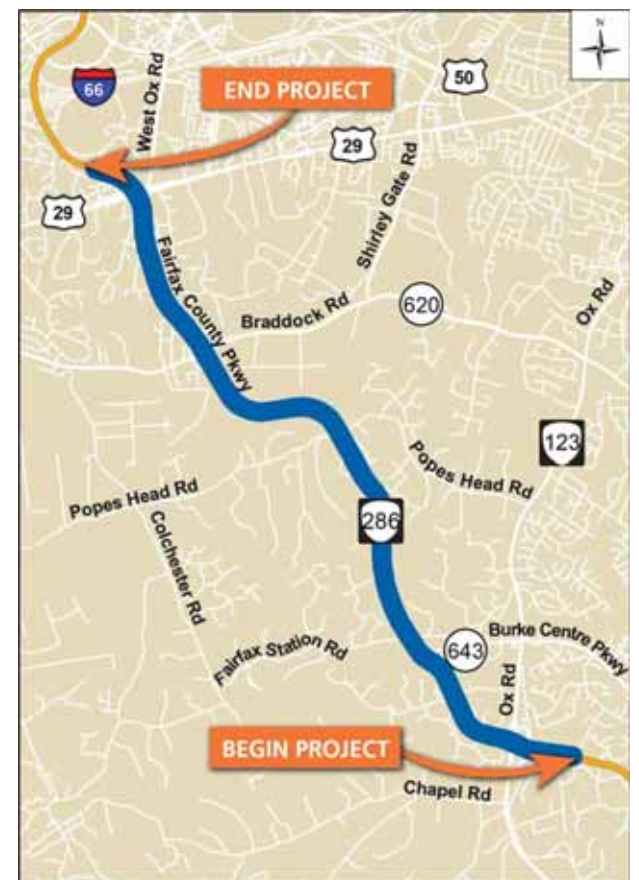 N
50
66
West Ox Rd
END PROJECT
29
29
Shirley Gate Rd
Fairfax County Pkwy
Braddock Rd
620
Ox Rd
123
Popes Head Rd
Popes Head Rd
286
Colchester Rd
Fairfax Station Rd
643
Burke Centre Pkwy
Ox Rd
BEGIN PROJECT
Chapel Rd